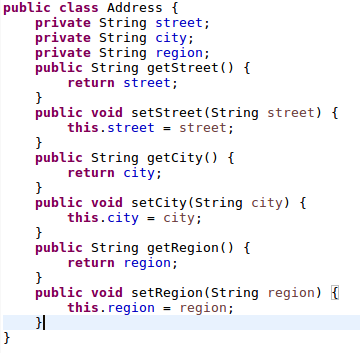 public class Address {
    private String street;
    private String city;
    private String region;
    public String getStreet() {
        return street;
    }
    public void setStreet(String street) {
        this.street = street;
    }
    public String getCity() {
        return city;
    }
    public void setCity(String city) {
        this.city = city;
    }
    public String getRegion() {
        return region;
    }
    public void setRegion(String region) {
        this.region = region;
    }
}